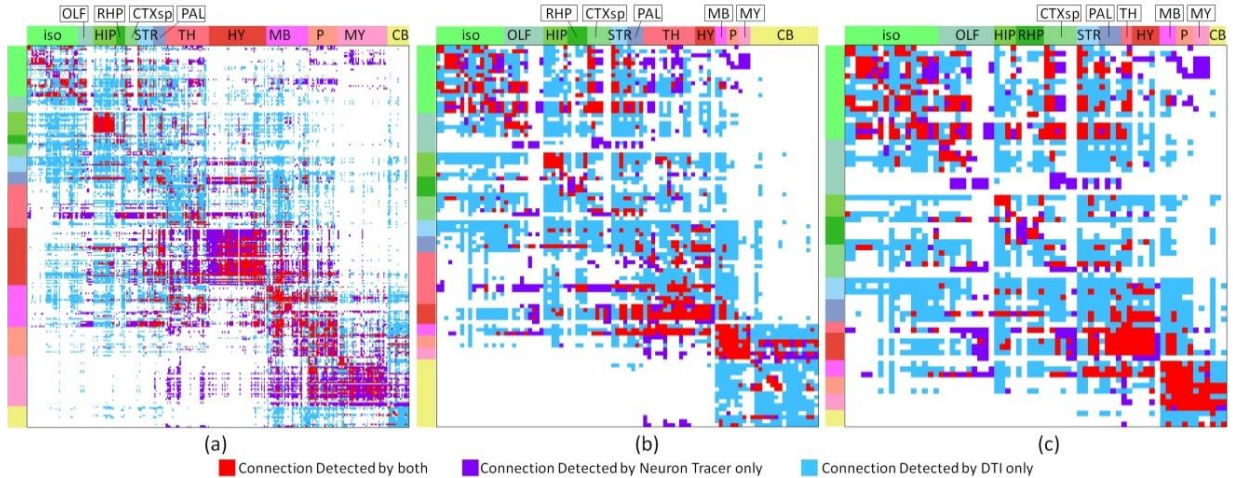 OLF RHP CTXsp PAL
iso HIP STR TH HY MB P MY CB
(a)
RHP CTXsp PAL MB MY
iso OLF HIP STR TH HY P CB
(b)
CTXsp PAL TH MB MY
iso OLF HIP RHP STR HY P CB
(c)
Connection Detected by both
Connection Detected by Neuron Tracer only
Connection Detected by DTI only